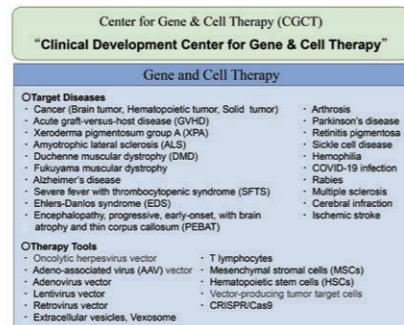 Center for Gene & Cell Therapy (CGCT)
“Clinical Development Center for Gene & Cell Therapy”
Gene and Cell Therapy
○Target Diseases
・Cancer (Brain tumor, Hematopoietic tumor, Solid tumor)
・Acute graft-versus-host disease (GVHD)
・Xeroderma pigmentosum group A (XPA)
・Amyotrophic lateral sclerosis (ALS)
・Duchenne muscular dystrophy (DMD)
・Fukuyama muscular dystrophy
・Alzheimer's disease
・Severe fever with thrombocytopenic syndrome (SFTS)
・Ehlers-Danlos syndrome (EDS)
・Encephalopathy, progressive, early-onset, with brain
atrophy and thin corpus callosum (PEBAT)
・Arthrosis
・Parkinson's disease
・Retinitis pigmentosa
・Sickle cell disease
・Hemophilia
・COVID-19 infection
・Rabies
・Multiple sclerosis
・Cerebral infraction
・Ischemic stroke
○Therapy Tools
・Oncolytic herpesvirus vector
・Adeno-associated virus (AAV) vector
・Adenovirus vector
・Lentivirus vector
・Retrovirus vector
・Extracellular vesicles, Vexosome
・T lymphocytes
・Mesenchymal stromal cells (MSCs)
・Hematopoietic stem cells (HSCs)
・Vector-producing tumor target cells
・CRISPR/Cas9